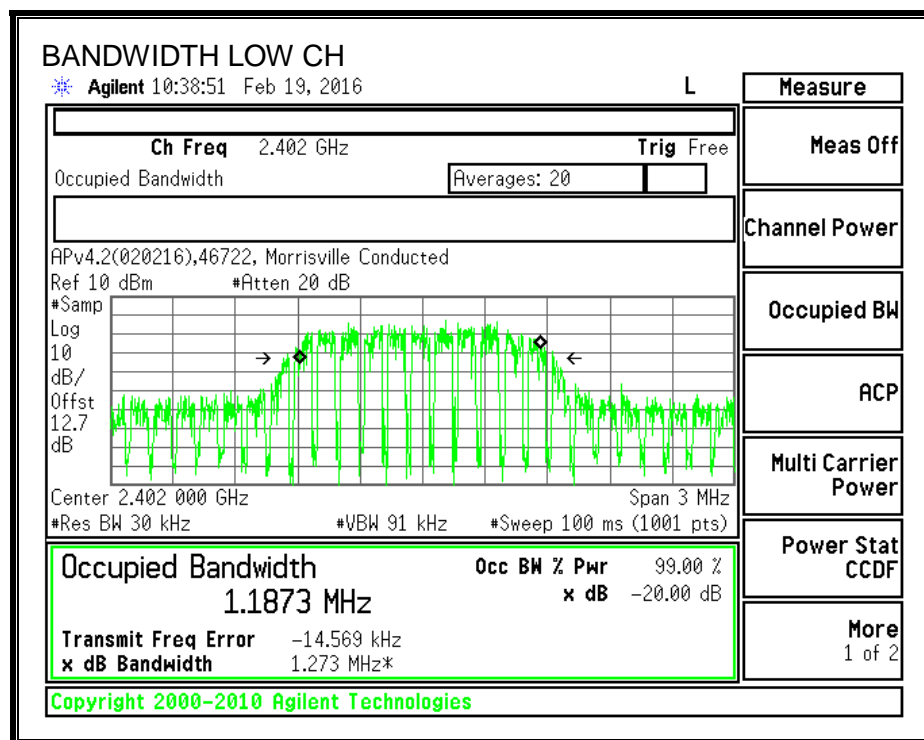 BANDWIDTH LOW CH
Agilent 10:38:51 Feb 19, 2016 L
Measure
Ch Freq 2.402 GHz Trig Free
Occupied Bandwidth Averages: 20
APv4.2(020216),46722, Morrisville Conducted
Ref 10 dBm #Atten 20 dB
#Samp
Log
10
dB/
Offst
12.7
dB
Center 2.402 000 GHz Span 3 MHz
#Res BW 30 kHz #VBW 91 kHz #Sweep 100 ms (1001 pts)
Occupied Bandwidth Occ BW % Pwr 99.00 %
1.1873 MHz x dB -20.00 dB
Transmit Freq Error -14.569 kHz
x dB Bandwidth 1.273 MHz*
Copyright 2000-2010 Agilent Technologies
Meas Off
Channel Power
Occupied BW
ACP
Multi Carrier
Power
Power Stat
CCDF
More
1 of 2